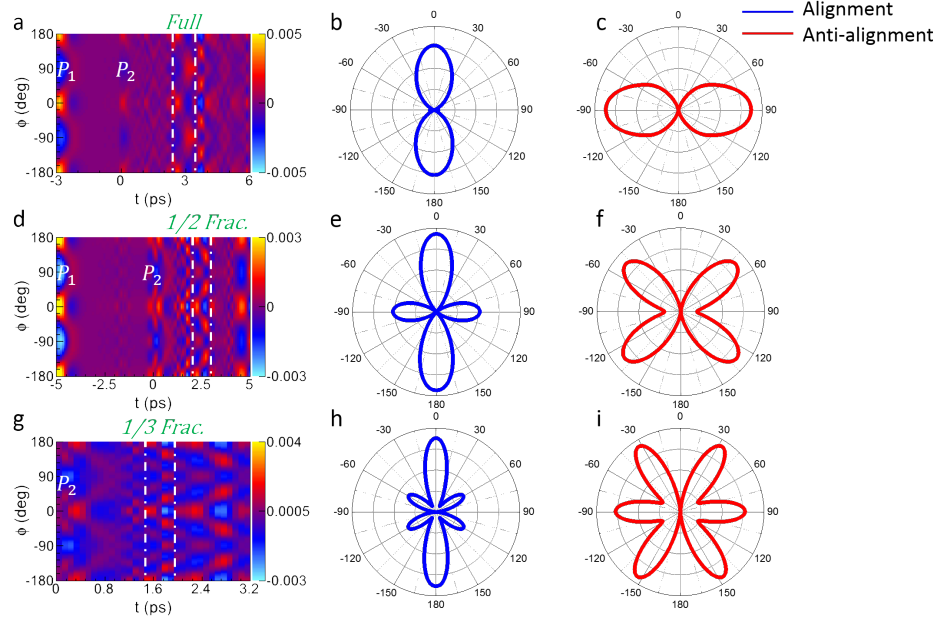 a Full b c Alignment
Anti-alignment
180 90 0 -90 -180
ϕ (deg)
P₁ P₂
-3 0 3 6
t (ps)
0.005 -0.005
0 30 60 90 120 150 180 -150 -120 -90 -60 -30
0 30 60 90 120 150 180 -150 -120 -90 -60 -30
d 1/2 Frac. e f
180 90 0 -90 -180
ϕ (deg)
P₁ P₂
-5 -2.5 0 2.5 5
t (ps)
0.003 -0.003
0 30 60 90 120 150 180 -150 -120 -90 -60 -30
0 30 60 90 120 150 180 -150 -120 -90 -60 -30
g 1/3 Frac. h i
180 90 0 -90 -180
ϕ (deg)
P₂
0 0.8 1.6 2.4 3.2
t (ps)
0.004 0.0005 -0.003
0 30 60 90 120 150 180 -150 -120 -90 -60 -30
0 30 60 90 120 150 180 -150 -120 -90 -60 -30